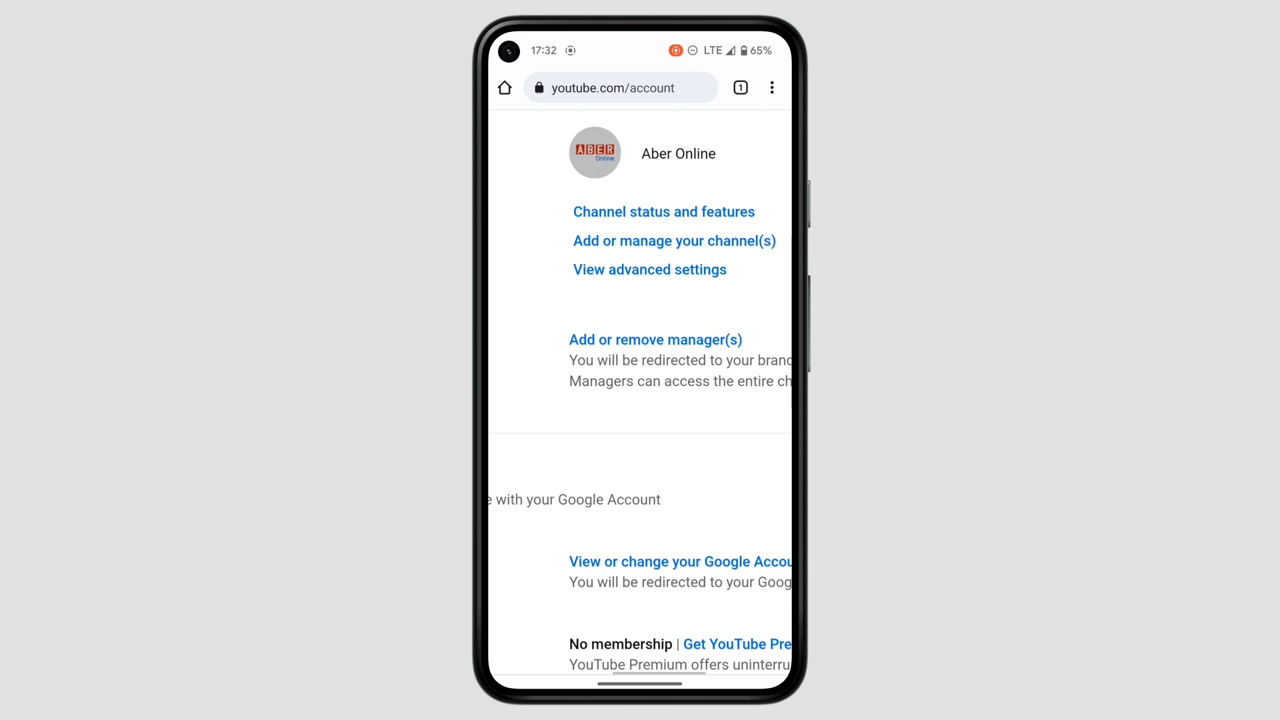 17:32 LTE 65%
youtube.com/account 1
ABER
Online
Aber Online
Channel status and features
Add or manage your channel(s)
View advanced settings
Add or remove manager(s)
You will be redirected to your brand
Managers can access the entire ch
e with your Google Account
View or change your Google Accou
You will be redirected to your Goog
No membership | Get YouTube Pre
YouTube Premium offers uninterru